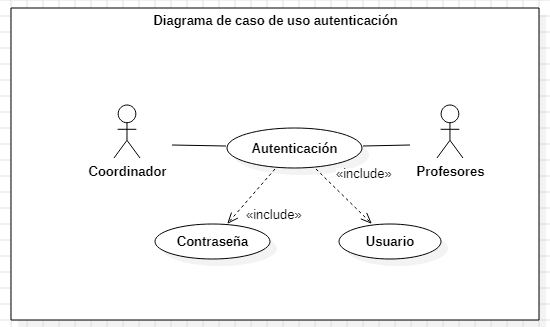 Diagrama de caso de uso autenticación
Autenticación
Coordinador
Profesores
«include»
«include»
Contraseña
Usuario